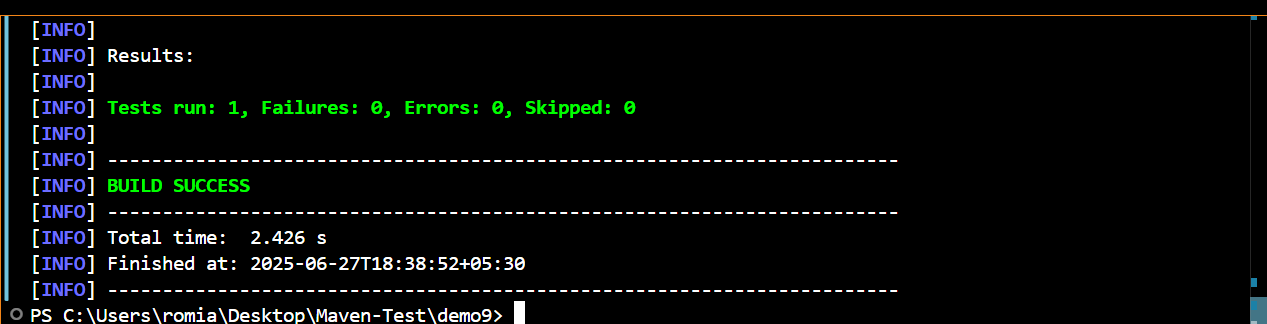 [INFO]
[INFO] Results:
[INFO]
[INFO] Tests run: 1, Failures: 0, Errors: 0, Skipped: 0
[INFO]
[INFO] ------------------------------------------------------------------------
[INFO] BUILD SUCCESS
[INFO] ------------------------------------------------------------------------
[INFO] Total time:  2.426 s
[INFO] Finished at: 2025-06-27T18:38:52+05:30
[INFO] ------------------------------------------------------------------------
PS C:\Users\romia\Desktop\Maven-Test\demo9>